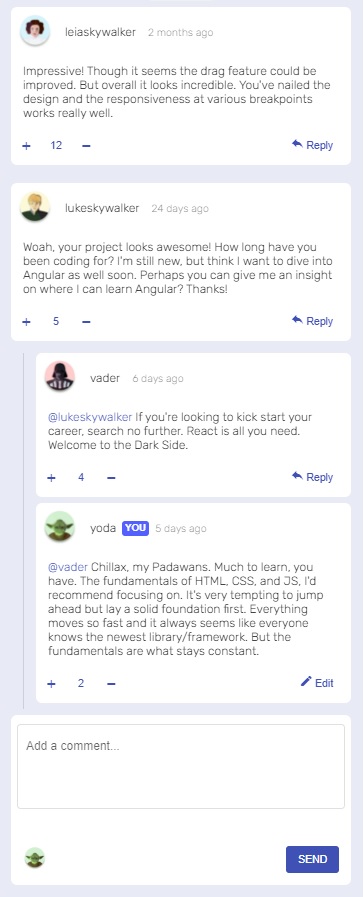 leiaskywalker 2 months ago
Impressive! Though it seems the drag feature could be
improved. But overall it looks incredible. You've nailed the
design and the responsiveness at various breakpoints
works really well.
+ 12 − Reply
lukeskywalker 24 days ago
Woah, your project looks awesome! How long have you
been coding for? I'm still new, but think I want to dive into
Angular as well soon. Perhaps you can give me an insight
on where I can learn Angular? Thanks!
+ 5 − Reply
vader 6 days ago
@lukeskywalker If you're looking to kick start your
career, search no further. React is all you need.
Welcome to the Dark Side.
+ 4 − Reply
yoda YOU 5 days ago
@vader Chillax, my Padawans. Much to learn, you
have. The fundamentals of HTML, CSS, and JS, I'd
recommend focusing on. It's very tempting to jump
ahead but lay a solid foundation first. Everything
moves so fast and it always seems like everyone
knows the newest library/framework. But the
fundamentals are what stays constant.
+ 2 − Edit
Add a comment...
SEND